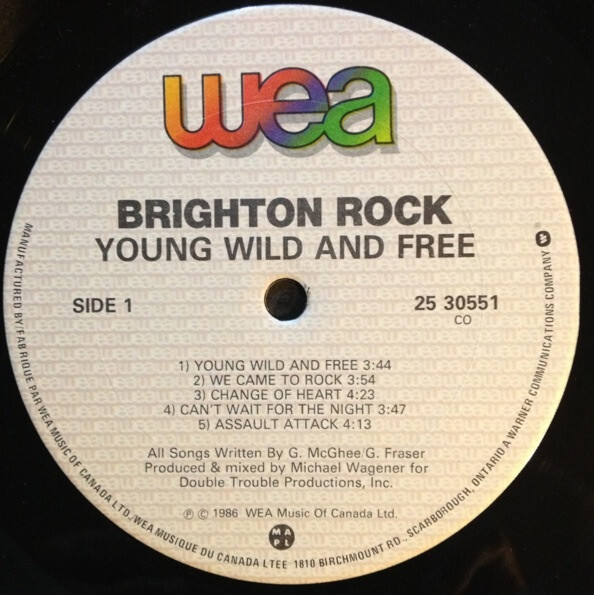 wea
BRIGHTON ROCK
YOUNG WILD AND FREE
SIDE 1
25 30551
CO
1) YOUNG WILD AND FREE 3:44
2) WE CAME TO ROCK 3:54
3) CHANGE OF HEART 4:23
4) CAN'T WAIT FOR THE NIGHT 3:47
5) ASSAULT ATTACK 4:13
All Songs Written By G. McGhee/G. Fraser
Produced & mixed by Michael Wagener for
Double Trouble Productions, Inc.
℗ © 1986 WEA Music Of Canada Ltd.
MAPL
MANUFACTURED BY/FABRIQUE PAR WEA MUSIC OF CANADA LTD., WEA MUSIQUE DU CANADA LTEE 1810 BIRCHMOUNT RD., SCARBOROUGH, ONTARIO A WARNER COMMUNICATIONS COMPANY